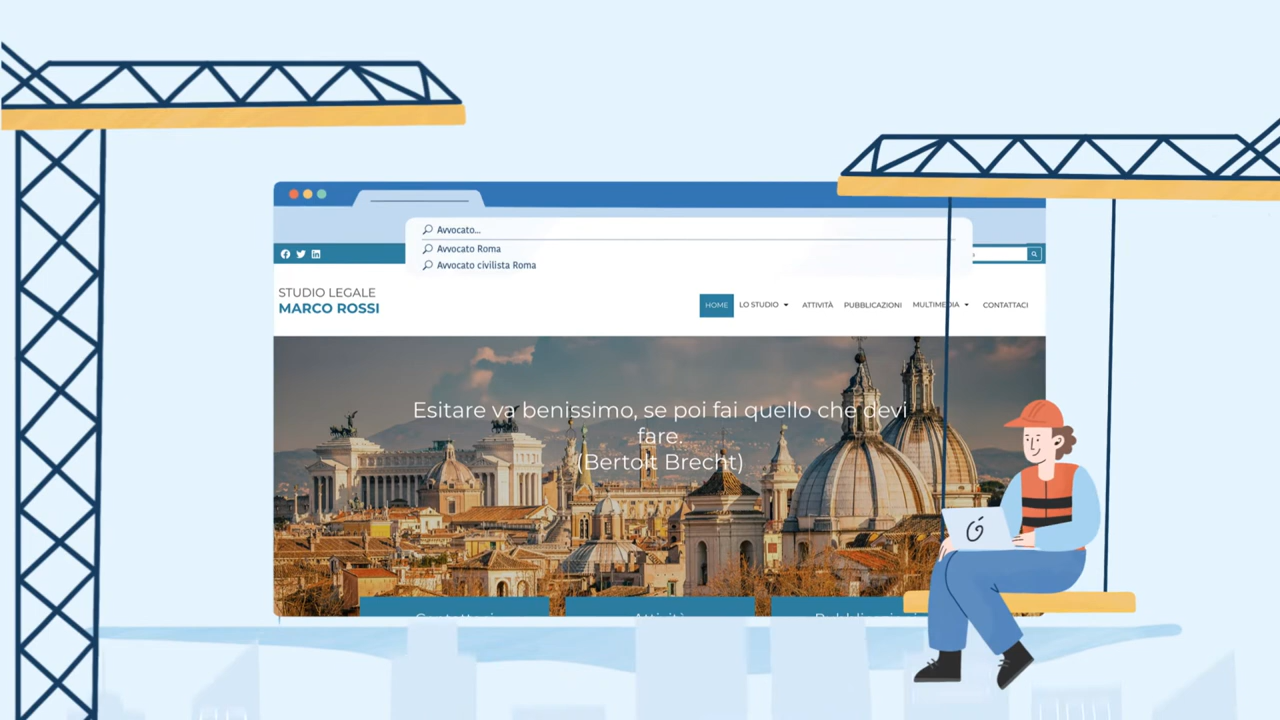 Avvocato...
Avvocato Roma
Avvocato civilista Roma
STUDIO LEGALE
MARCO ROSSI
HOME LO STUDIO ATTIVITÀ PUBBLICAZIONI MULTIMEDIA CONTATTACI
Esitare va benissimo, se poi fai quello che devi
fare.
(Bertolt Brecht)
Attività